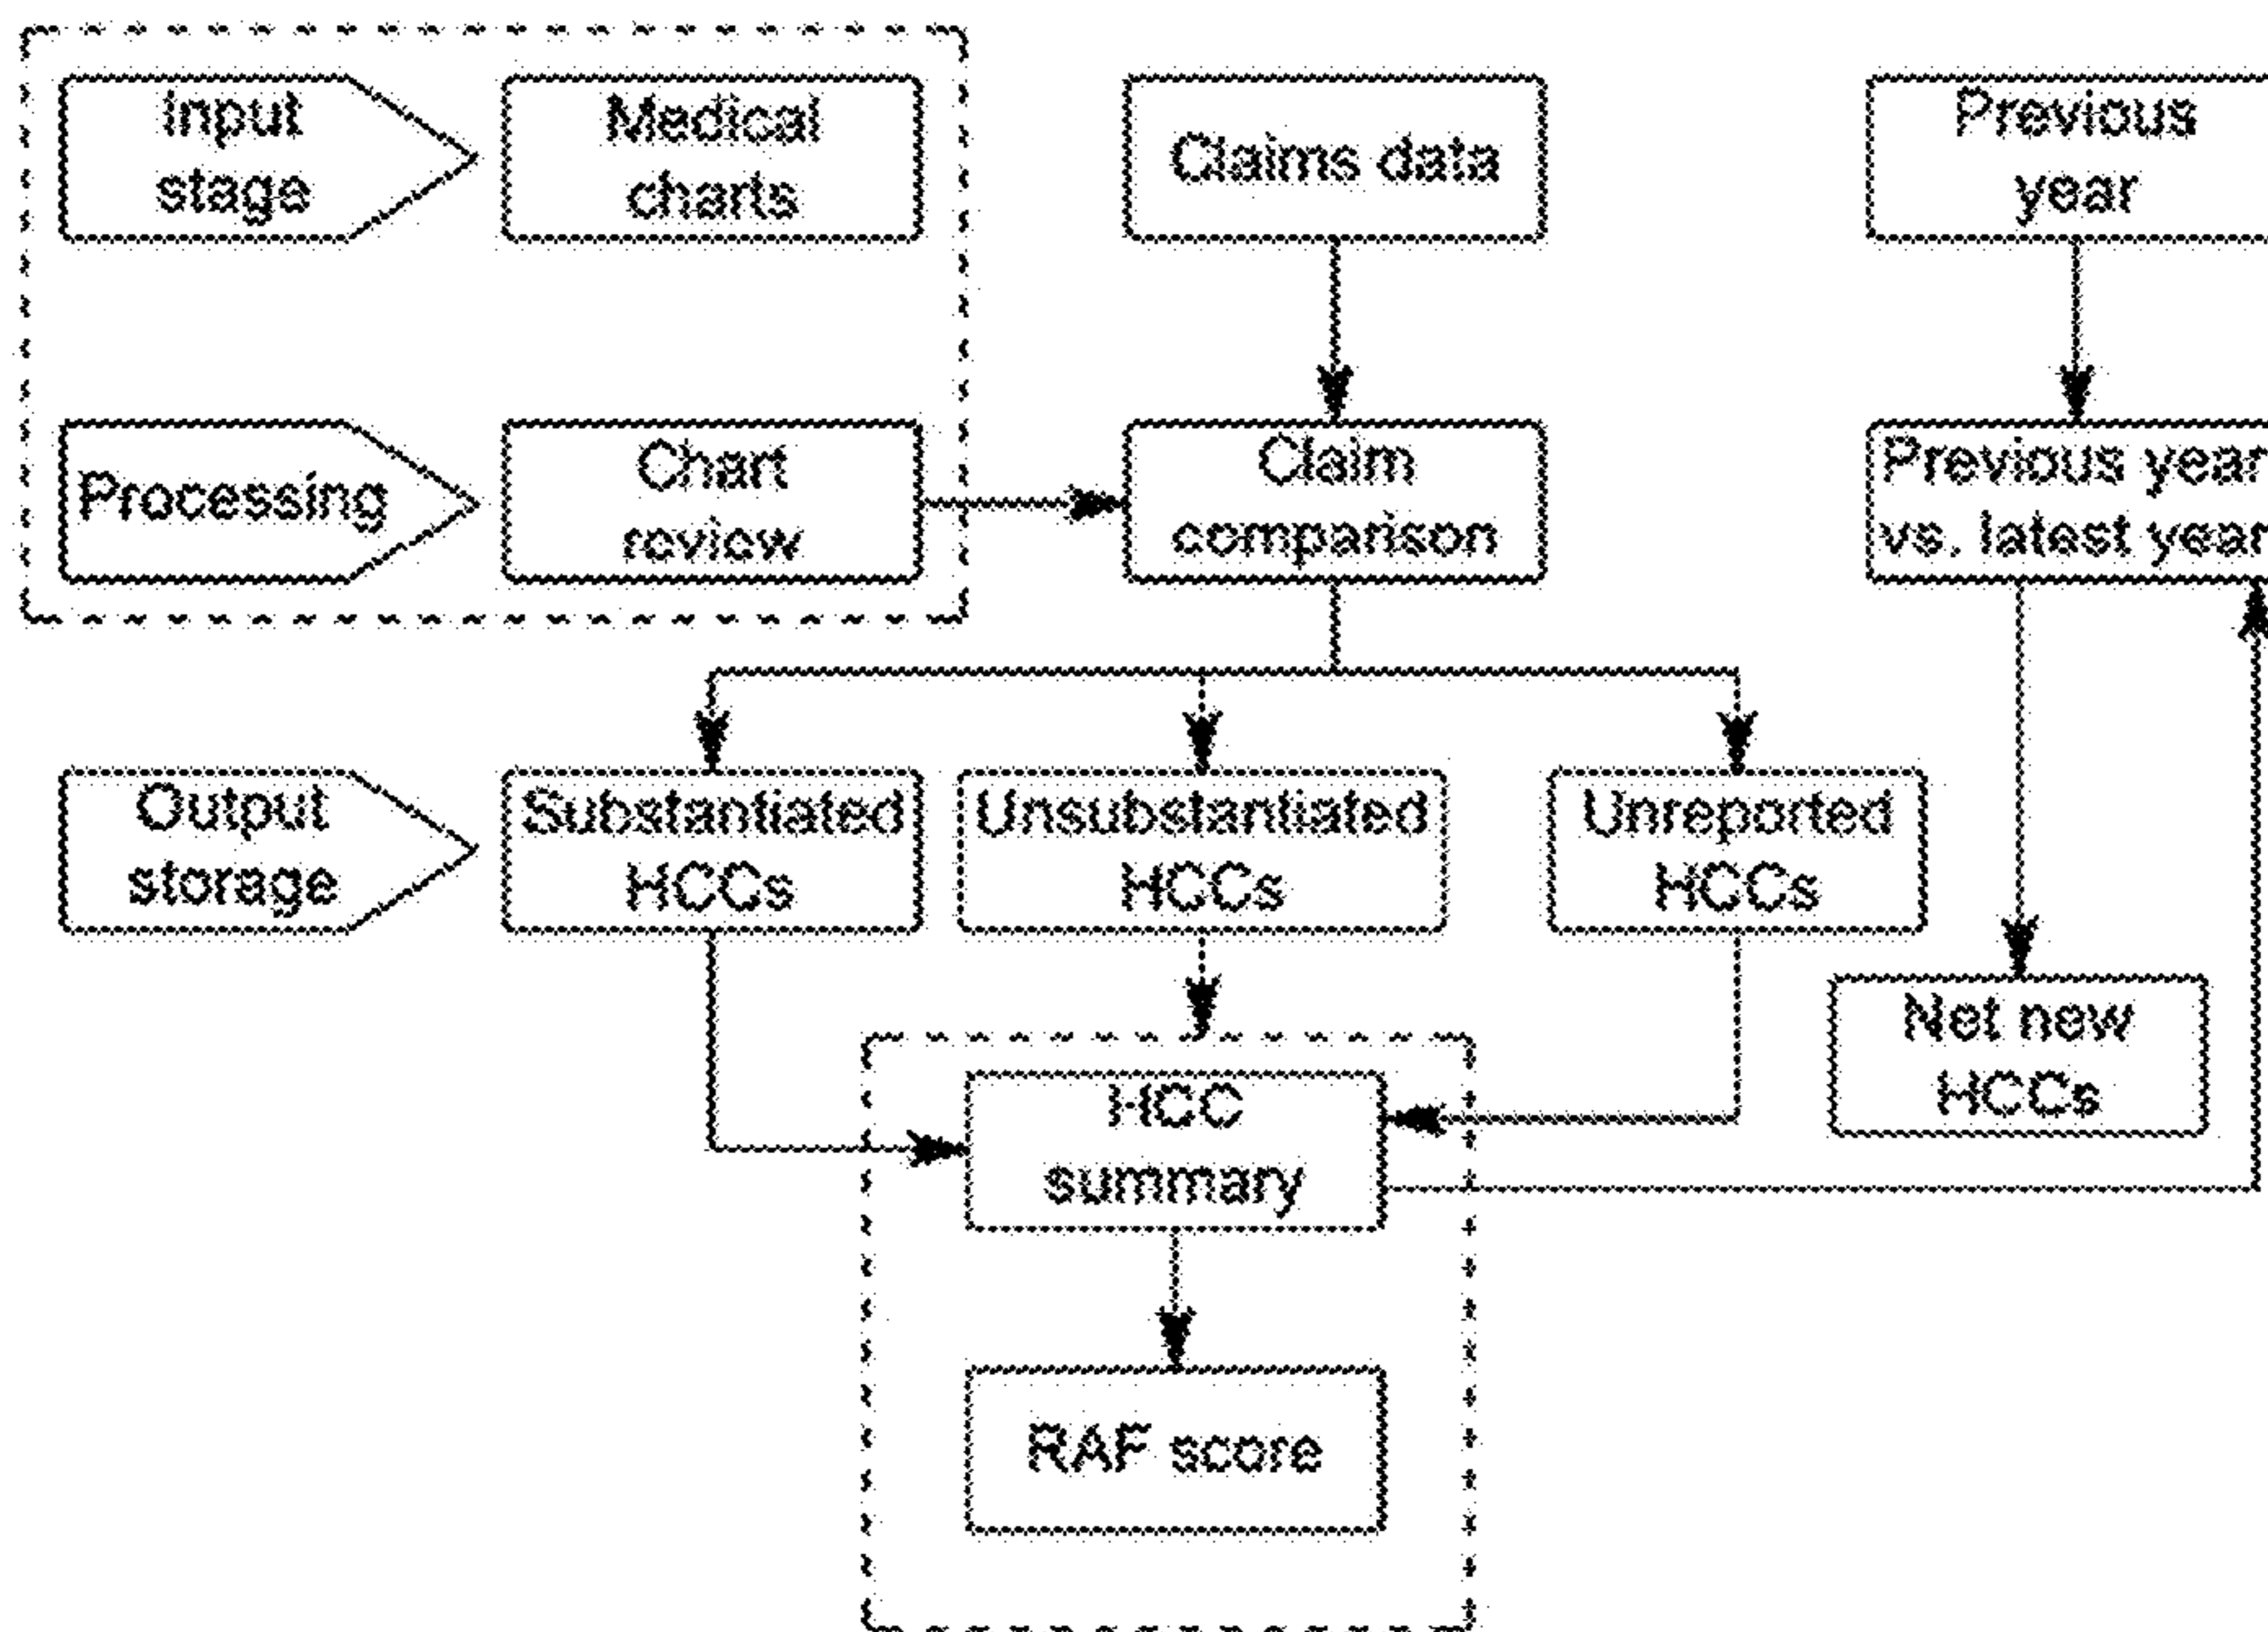 Input
stage
Medical
charts
Claims data
Previous
year
Processing
Chart
review
Claim
comparison
Previous year
vs. latest year
Output
storage
Substantiated
HCCs
Unsubstantiated
HCCs
Unreported
HCCs
Net new
HCCs
HCC
summary
RAF score